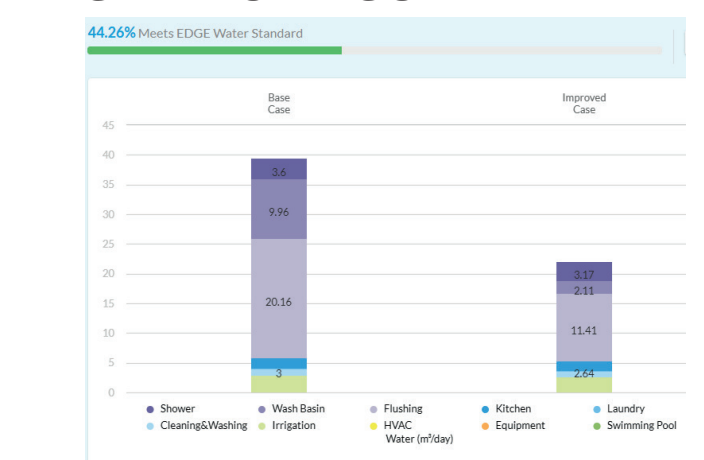 44.26% Meets EDGE Water Standard
Base
Case
Improved
Case
45
40
35
30
25
20
15
10
5
0
3.6
9.96
20.16
3
3.17
2.11
11.41
2.64
Shower
Wash Basin
Flushing
Kitchen
Laundry
Cleaning&Washing
Irrigation
HVAC
Equipment
Swimming Pool
Water (m³/day)